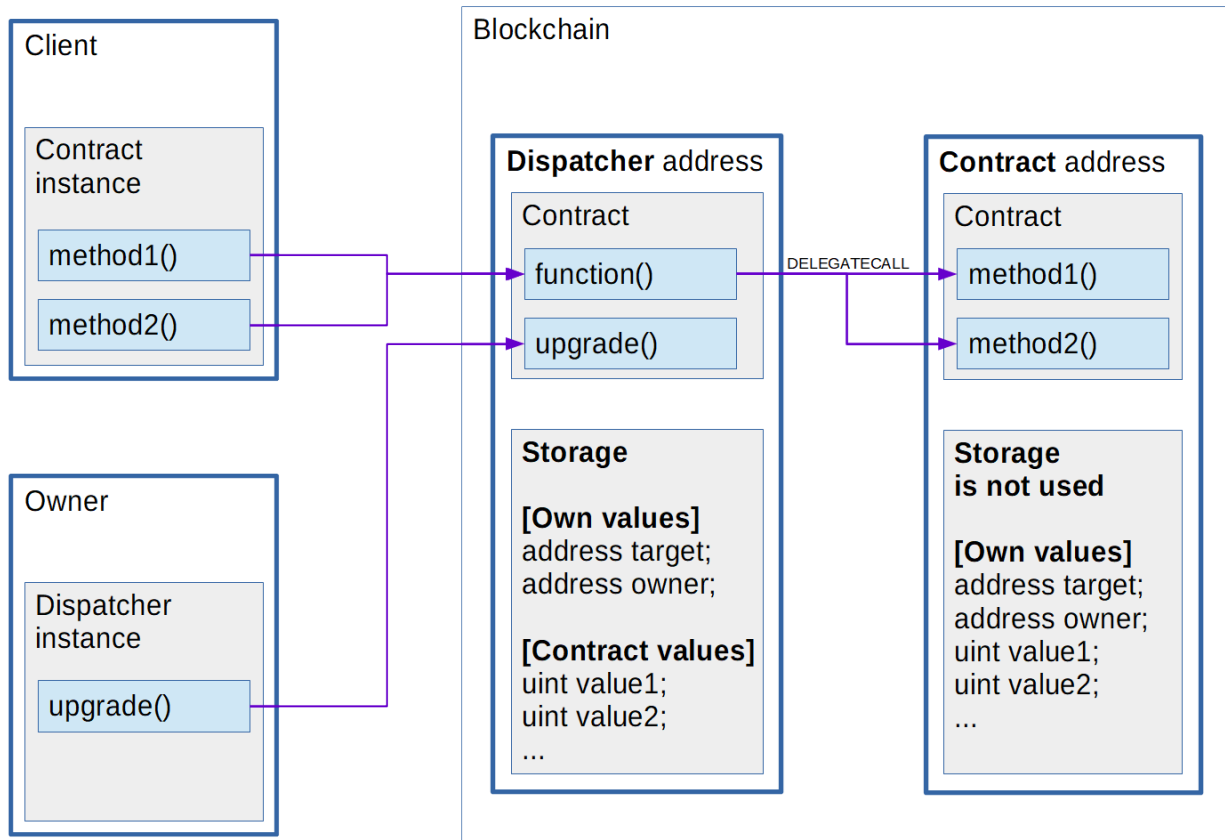 Client
Contract
instance
method1()
method2()
Owner
Dispatcher
instance
upgrade()
Blockchain
Dispatcher address
Contract
function()
upgrade()
Storage
[Own values]
address target;
address owner;
[Contract values]
uint value1;
uint value2;
...
DELEGATECALL
Contract address
Contract
method1()
method2()
Storage
is not used
[Own values]
address target;
address owner;
uint value1;
uint value2;
...